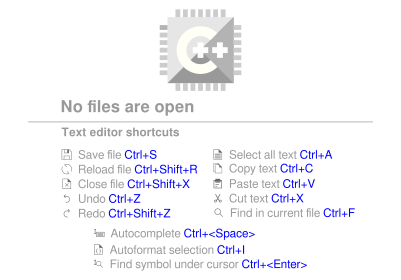 C++
No files are open
Text editor shortcuts
Save file Ctrl+S
Reload file Ctrl+Shift+R
Close file Ctrl+Shift+X
Undo Ctrl+Z
Redo Ctrl+Shift+Z
Select all text Ctrl+A
Copy text Ctrl+C
Paste text Ctrl+V
Cut text Ctrl+X
Find in current file Ctrl+F
Autocomplete Ctrl+<Space>
Autoformat selection Ctrl+I
Find symbol under cursor Ctrl+<Enter>